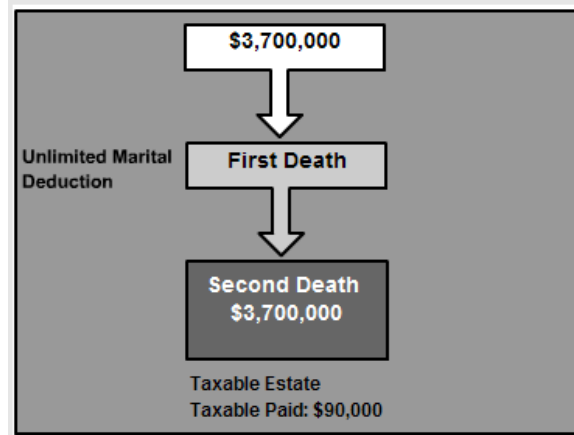 $3,700,000
Unlimited Marital
Deduction
First Death
Second Death
$3,700,000
Taxable Estate
Taxable Paid: $90,000